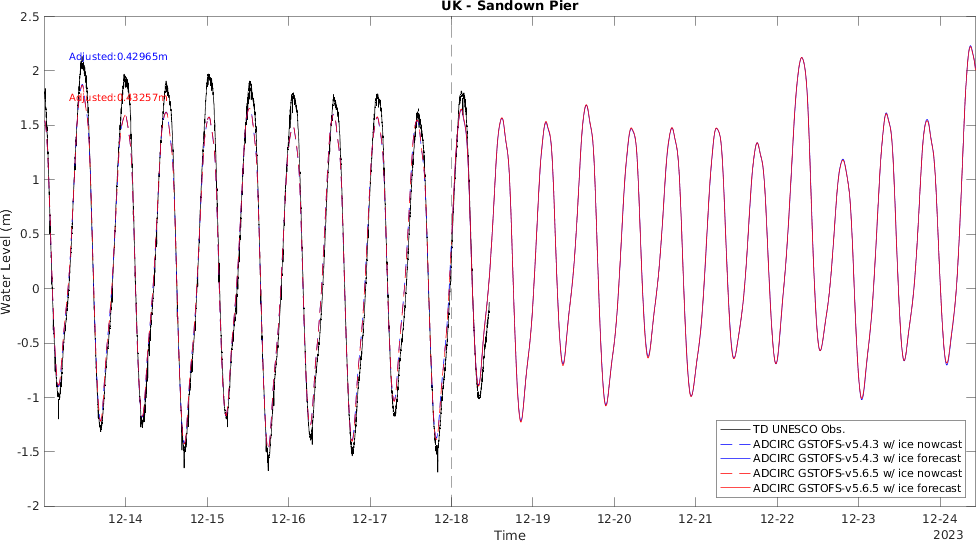 UK - Sandown Pier
2.5
2
1.5
1
0.5
0
-0.5
-1
-1.5
-2
Water Level (m)
Adjusted:0.42965m
Adjusted:0.43257m
TD UNESCO Obs.
ADCIRC GSTOFS-v5.4.3 w/ ice nowcast
ADCIRC GSTOFS-v5.4.3 w/ ice forecast
ADCIRC GSTOFS-v5.6.5 w/ ice nowcast
ADCIRC GSTOFS-v5.6.5 w/ ice forecast
12-14 12-15 12-16 12-17 12-18 12-19 12-20 12-21 12-22 12-23 12-24
Time
2023